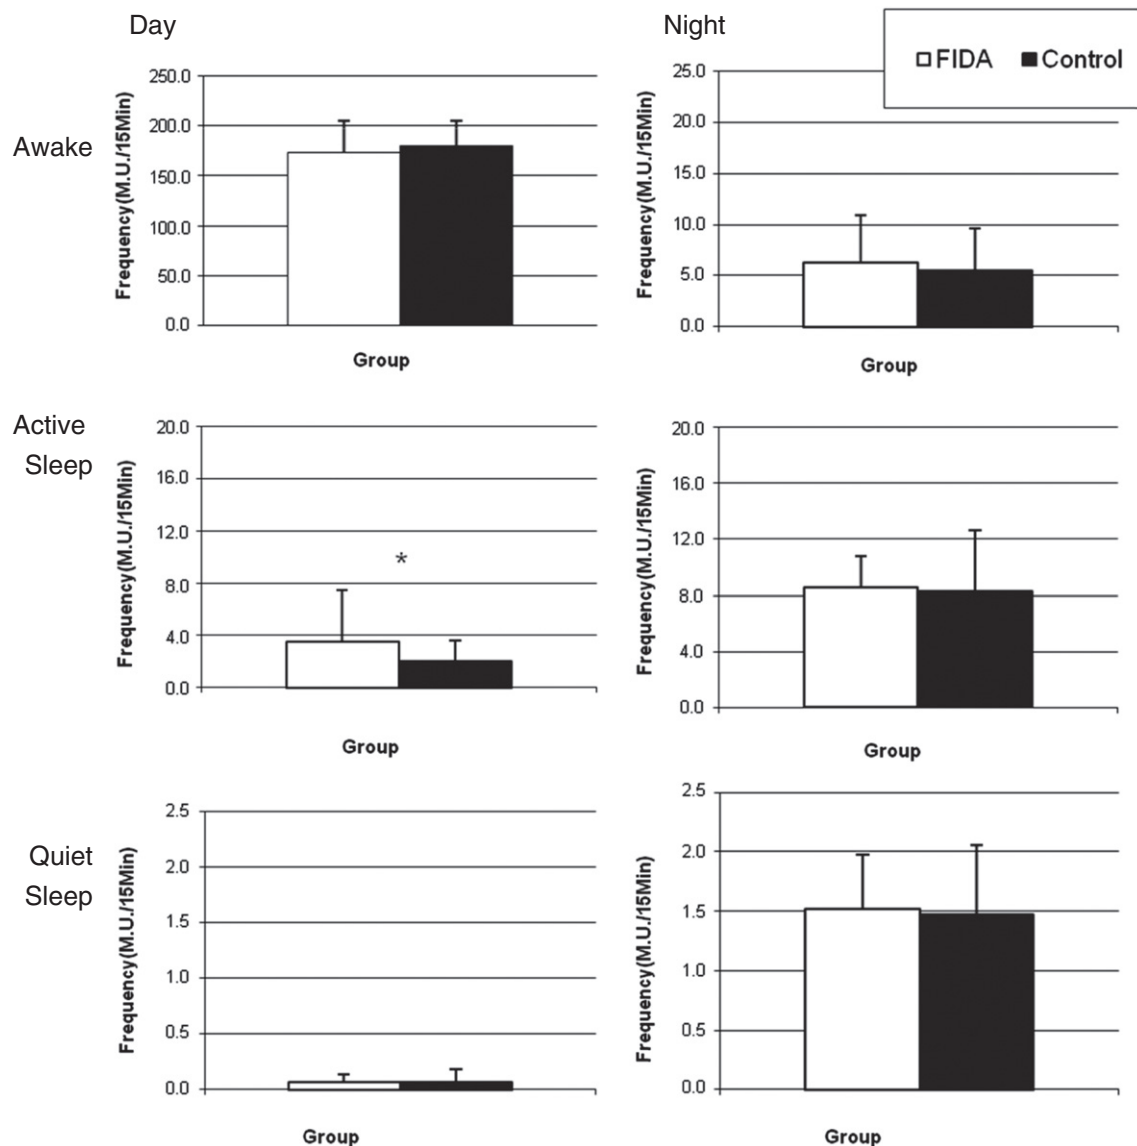 Day
Night
FIDA Control
Awake
Frequency(M.U./15Min)
250.0
200.0
150.0
100.0
50.0
0.0
Group
Frequency(M.U./15Min)
25.0
20.0
15.0
10.0
5.0
0.0
Group
Active
Sleep
Frequency(M.U./15Min)
20.0
16.0
12.0
8.0
4.0
0.0
*
Group
Frequency(M.U./15Min)
20.0
16.0
12.0
8.0
4.0
0.0
Group
Quiet
Sleep
Frequency(M.U./15Min)
2.5
2.0
1.5
1.0
0.5
0.0
Group
Frequency(M.U./15Min)
2.5
2.0
1.5
1.0
0.5
0.0
Group